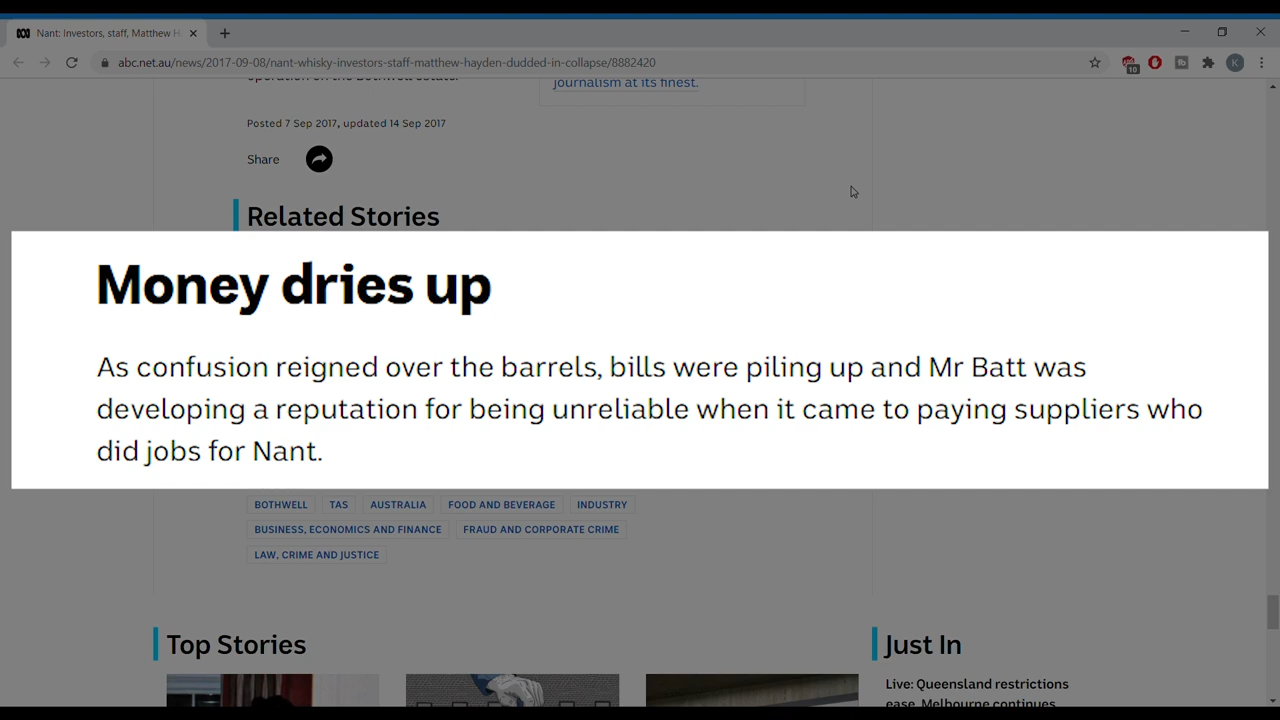 Nant: Investors, staff, Matthew H
abc.net.au/news/2017-09-08/nant-whisky-investors-staff-matthew-hayden-dudded-in-collapse/8882420
10
K
journalism at its finest.
Posted 7 Sep 2017, updated 14 Sep 2017
Share
Related Stories
Money dries up
As confusion reigned over the barrels, bills were piling up and Mr Batt was
developing a reputation for being unreliable when it came to paying suppliers who
did jobs for Nant.
BOTHWELL TAS AUSTRALIA FOOD AND BEVERAGE INDUSTRY
BUSINESS, ECONOMICS AND FINANCE FRAUD AND CORPORATE CRIME
LAW, CRIME AND JUSTICE
Top Stories
Just In
Live: Queensland restrictions
ease, Melbourne continues